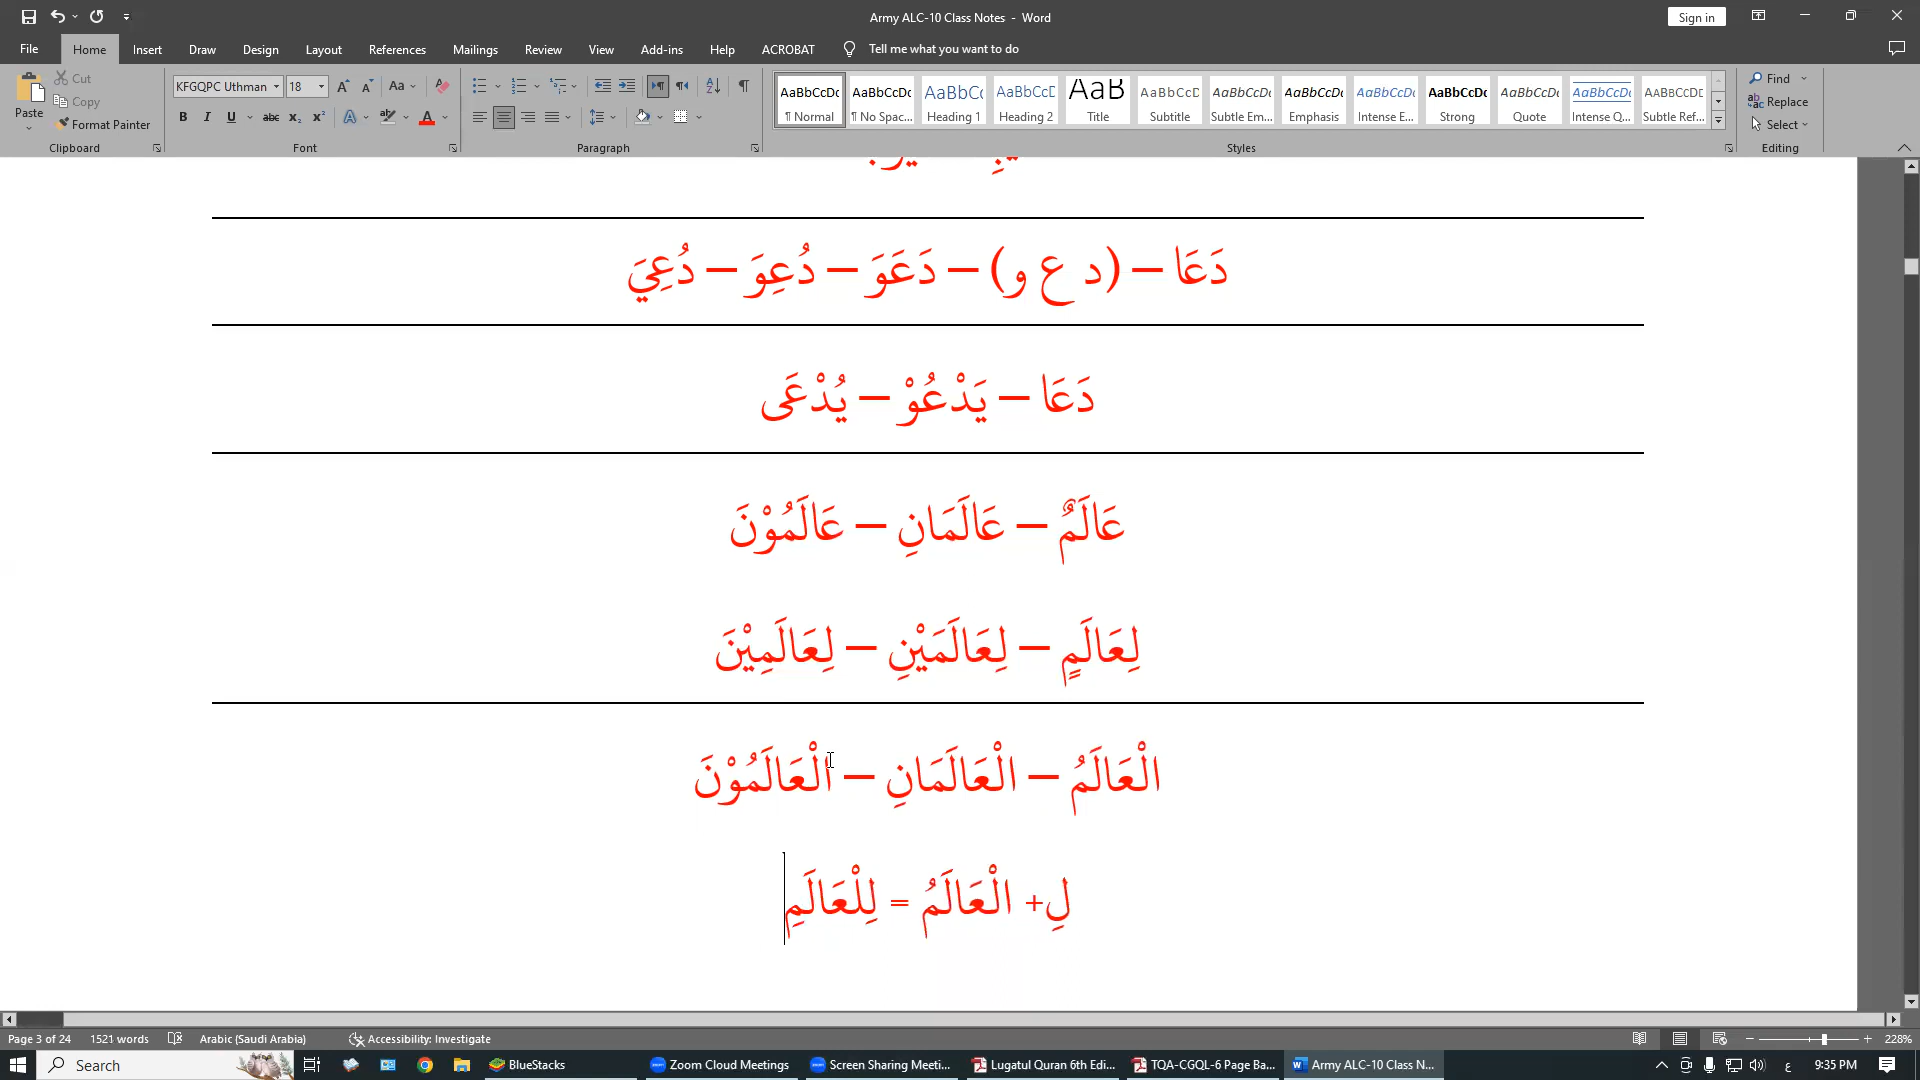 Army ALC-10 Class Notes - Word
Sign in
File Home Insert Draw Design Layout References Mailings Review View Add-ins Help ACROBAT Tell me what you want to do
Paste
Cut
Copy
Format Painter
KFGQPC Uthman 18
AaBbCcDc AaBbCcDc AaBbCc AaBbCcD AaB AaBbCcD AaBbCcDc AaBbCcDc AaBbCcDc AaBbCcDc AaBbCcDc AaBbCcDc AABBCCDC
¶ Normal ¶ No Spac... Heading 1 Heading 2 Title Subtitle Subtle Em... Emphasis Intense E... Strong Quote Intense Q... Subtle Ref...
Find
Replace
Select
Clipboard Font Paragraph Styles Editing
دَعَا – (د ع و) – دَعَوَ – دُعِوَ – دُعِيَ
دَعَا – يَدْعُوْ – يُدْعَى
عَالَمٌ – عَالَمَانِ – عَالَمُوْنَ
لِعَالَمٍ – لِعَالَمَيْنِ – لِعَالَمِيْنَ
الْعَالَمُ – الْعَالَمَانِ – الْعَالَمُوْنَ
لِ+ الْعَالَمُ = لِلْعَالَمِ
Page 3 of 24 1521 words Arabic (Saudi Arabia) Accessibility: Investigate 228%
Search BlueStacks Zoom Cloud Meetings Screen Sharing Meeti... Lugatul Quran 6th Edi... TQA-CGQL-6 Page Ba... Army ALC-10 Class N... ع 9:35 PM